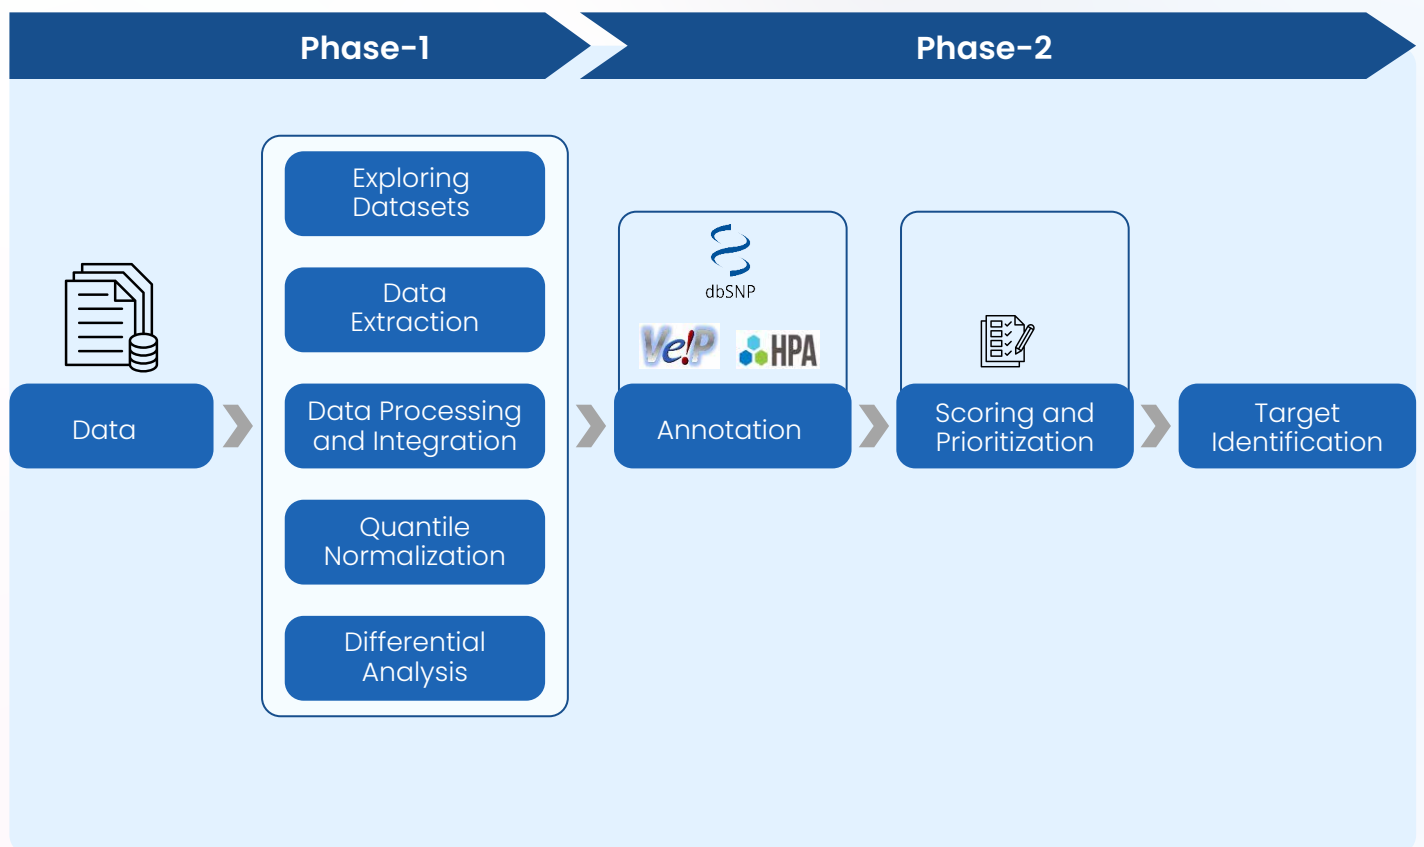 Phase-1
Phase-2
Exploring
Datasets
Data
Extraction
Data Processing
and Integration
Quantile
Normalization
Differential
Analysis
Data
dbSNP
Ve!P
HPA
Annotation
Scoring and
Prioritization
Target
Identification